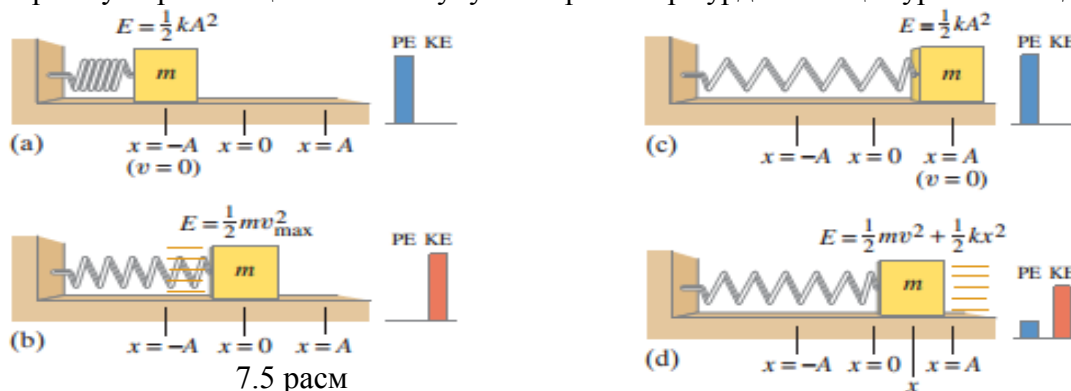 E = ½kA²
PE KE
m
(a)
x = −A x = 0 x = A
(v = 0)
E = ½mv²max
PE KE
m
(b)
x = −A x = 0 x = A
7.5 расм
E = ½kA²
PE KE
m
(c)
x = −A x = 0 x = A
(v = 0)
E = ½mv² + ½kx²
PE KE
m
(d)
x = −A x = 0 x = A
x